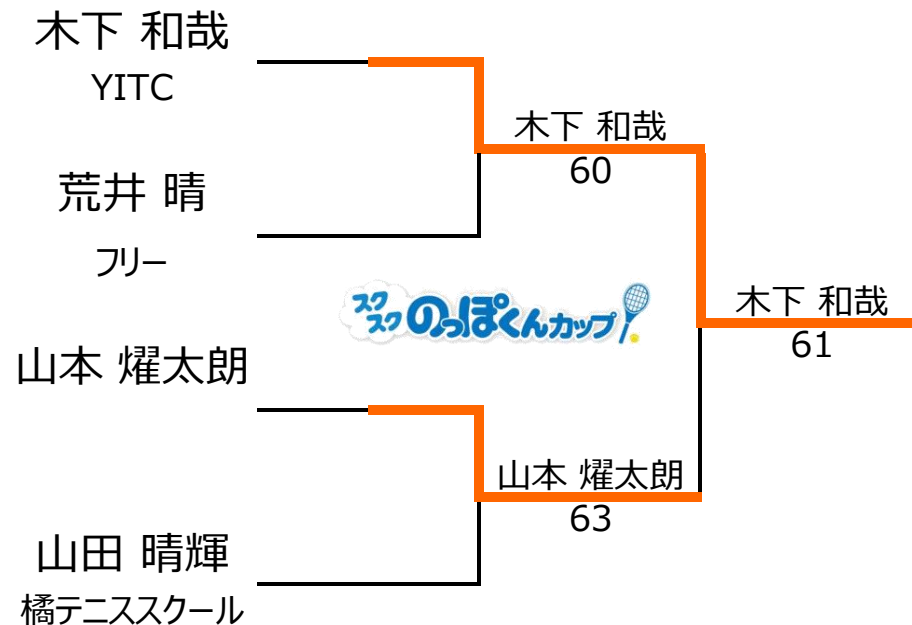 木下 和哉
YITC
荒井 晴
フリー
山本 燿太朗
山田 晴輝
橘テニススクール
木下 和哉
60
スク
スク のっぽくんカップ
山本 燿太朗
63
木下 和哉
61